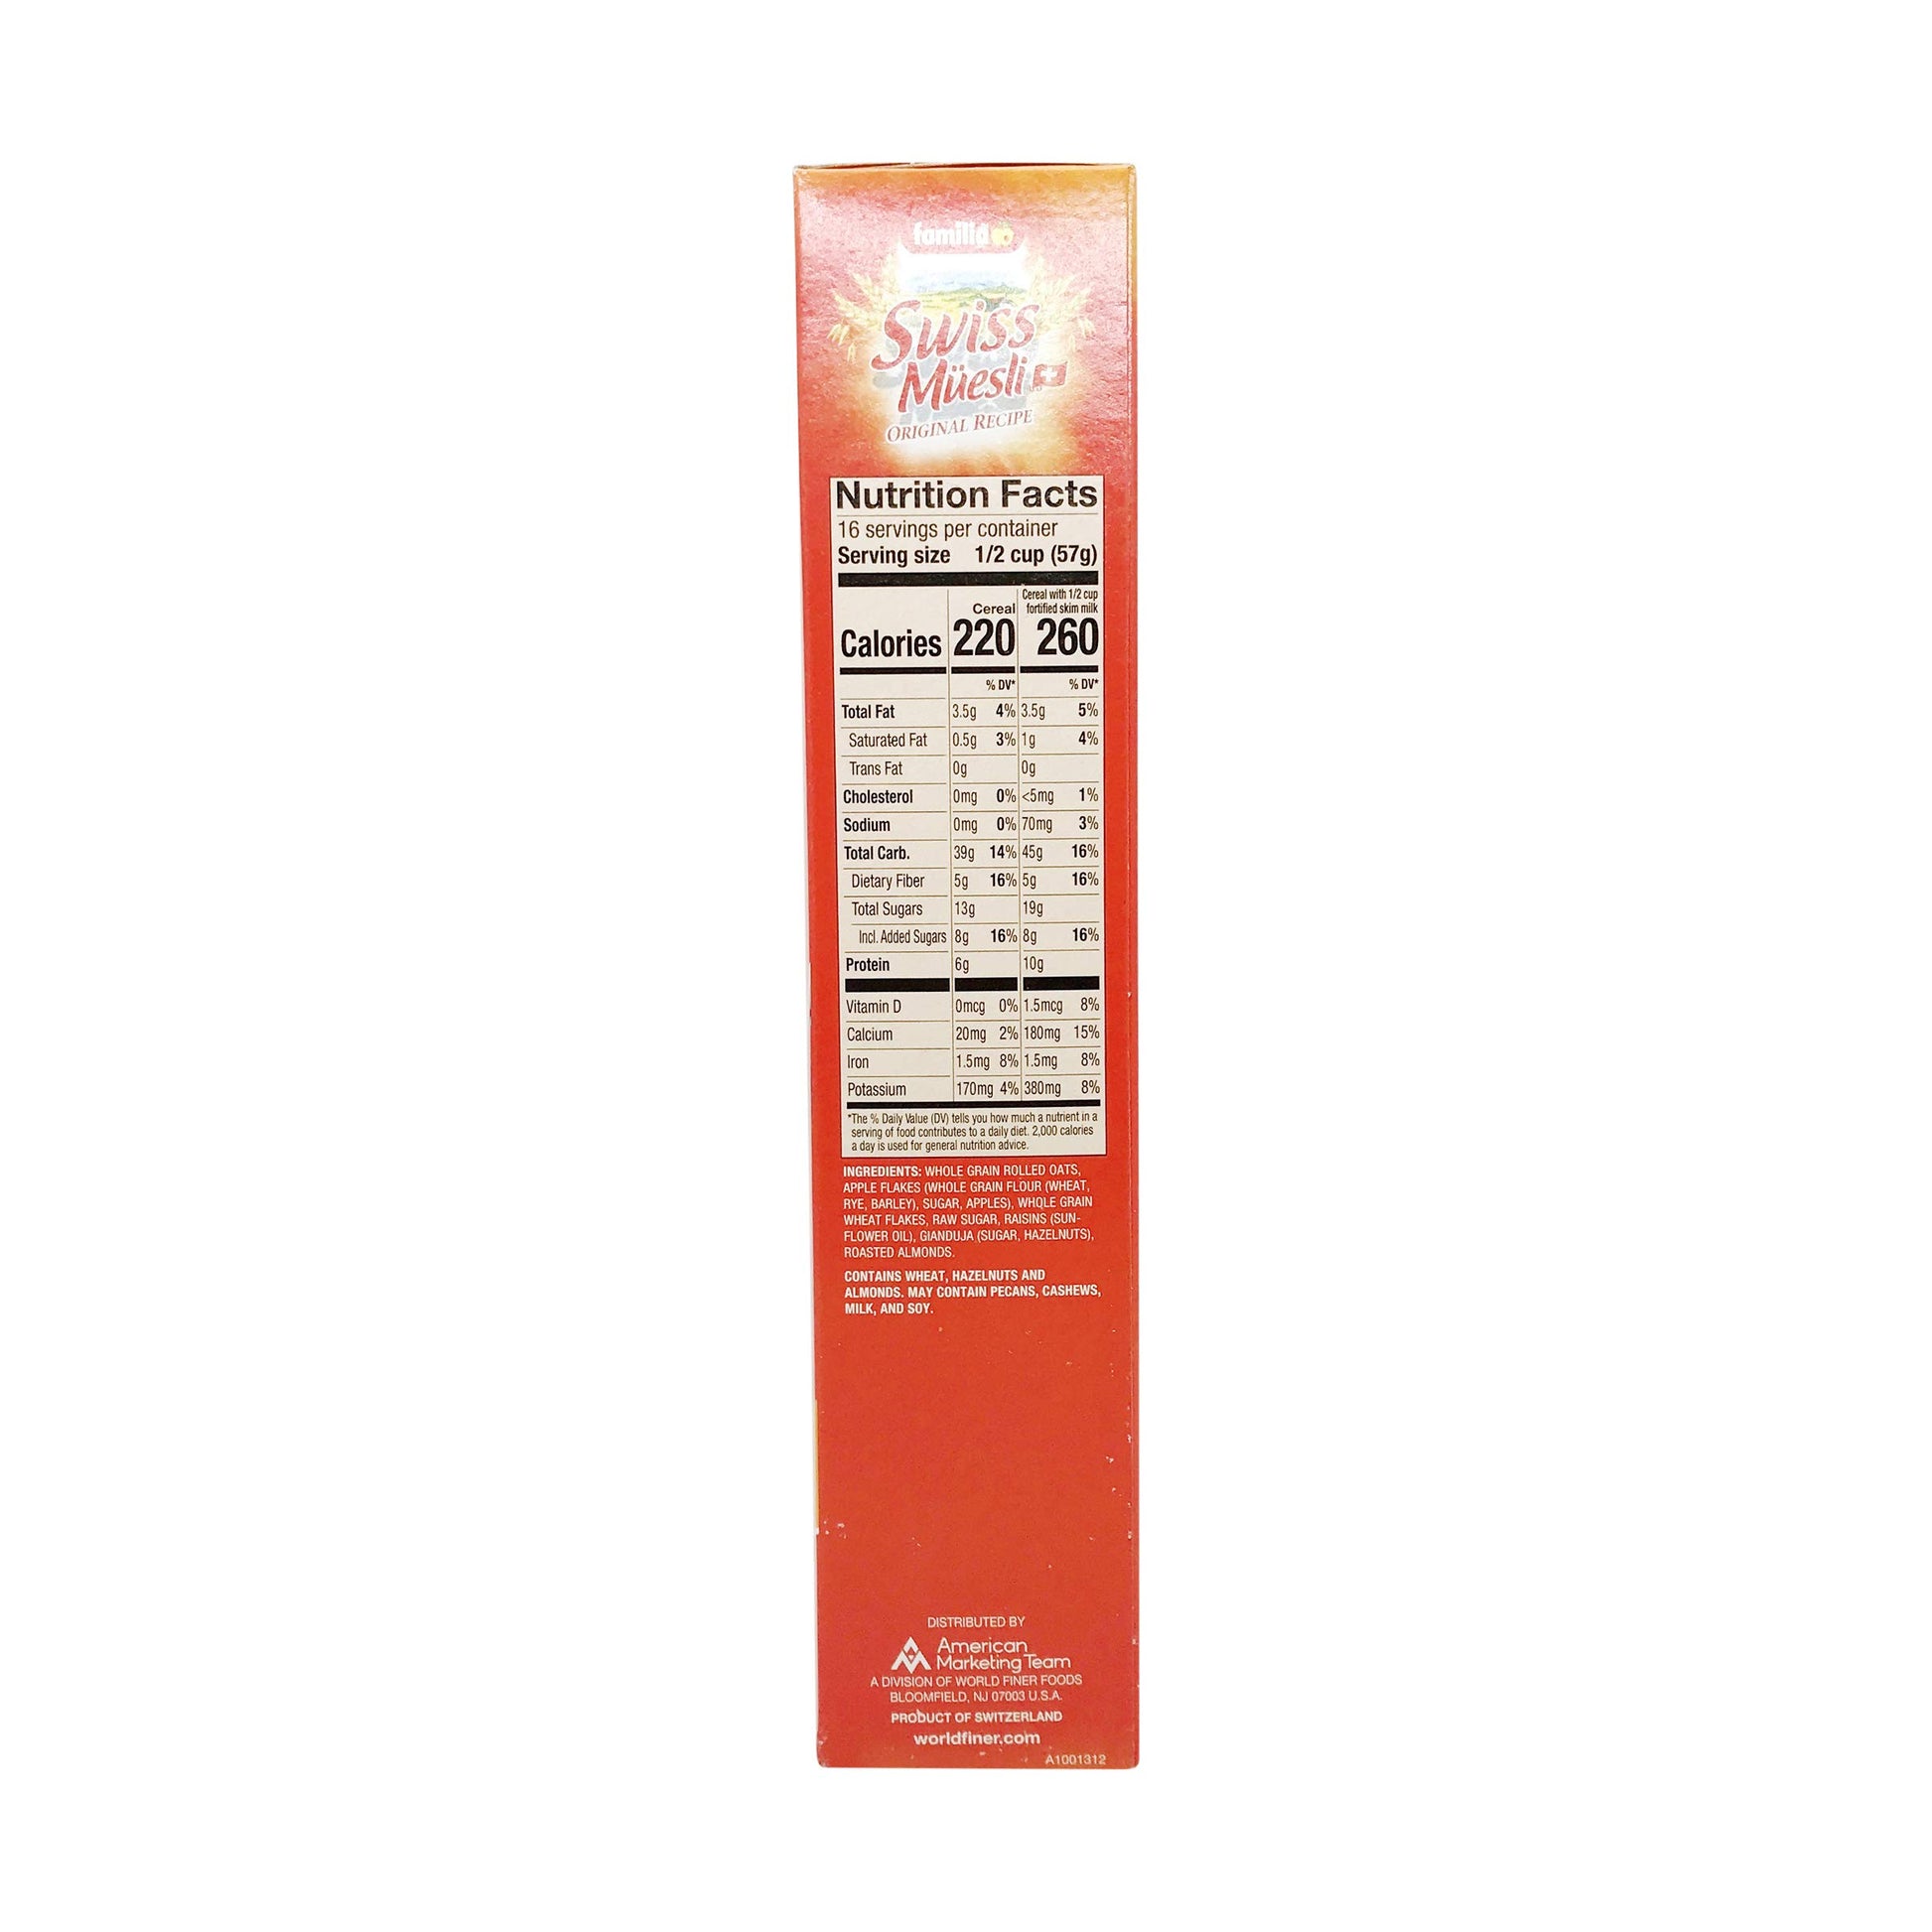 familia
Swiss
Müesli
ORIGINAL RECIPE
Nutrition Facts
16 servings per container
Serving size 1/2 cup (57g)
Cereal Cereal with 1/2 cup fortified skim milk
Calories 220 260
% DV* % DV*
Total Fat 3.5g 4% 3.5g 5%
Saturated Fat 0.5g 3% 1g 4%
Trans Fat 0g 0g
Cholesterol 0mg 0% <5mg 1%
Sodium 0mg 0% 70mg 3%
Total Carb. 39g 14% 45g 16%
Dietary Fiber 5g 16% 5g 16%
Total Sugars 13g 19g
Incl. Added Sugars 8g 16% 8g 16%
Protein 6g 10g
Vitamin D 0mcg 0% 1.5mcg 8%
Calcium 20mg 2% 180mg 15%
Iron 1.5mg 8% 1.5mg 8%
Potassium 170mg 4% 380mg 8%
*The % Daily Value (DV) tells you how much a nutrient in a
serving of food contributes to a daily diet. 2,000 calories
a day is used for general nutrition advice.
INGREDIENTS: WHOLE GRAIN ROLLED OATS,
APPLE FLAKES (WHOLE GRAIN FLOUR (WHEAT,
RYE, BARLEY), SUGAR, APPLES), WHOLE GRAIN
WHEAT FLAKES, RAW SUGAR, RAISINS (SUN-
FLOWER OIL), GIANDUJA (SUGAR, HAZELNUTS),
ROASTED ALMONDS.
CONTAINS WHEAT, HAZELNUTS AND
ALMONDS. MAY CONTAIN PECANS, CASHEWS,
MILK, AND SOY.
DISTRIBUTED BY
American
Marketing Team
A DIVISION OF WORLD FINER FOODS
BLOOMFIELD, NJ 07003 U.S.A.
PRODUCT OF SWITZERLAND
worldfiner.com
A1001312